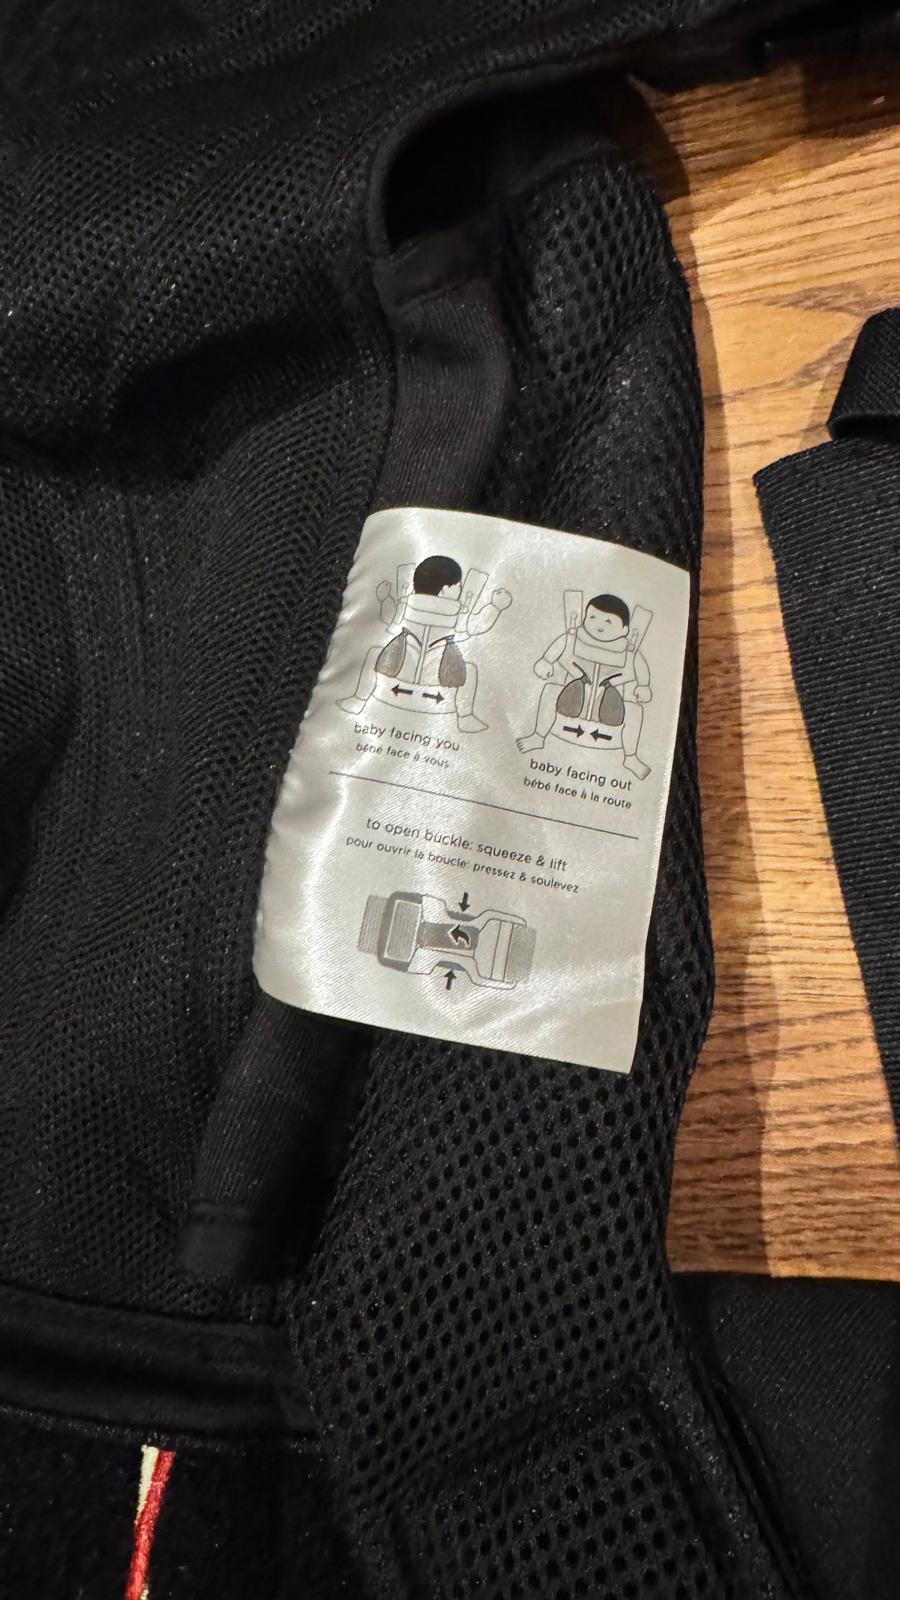 baby facing you
bébé face à vous
baby facing out
bébé face à la route
to open buckle: squeeze & lift
pour ouvrir la boucle: pressez & soulevez